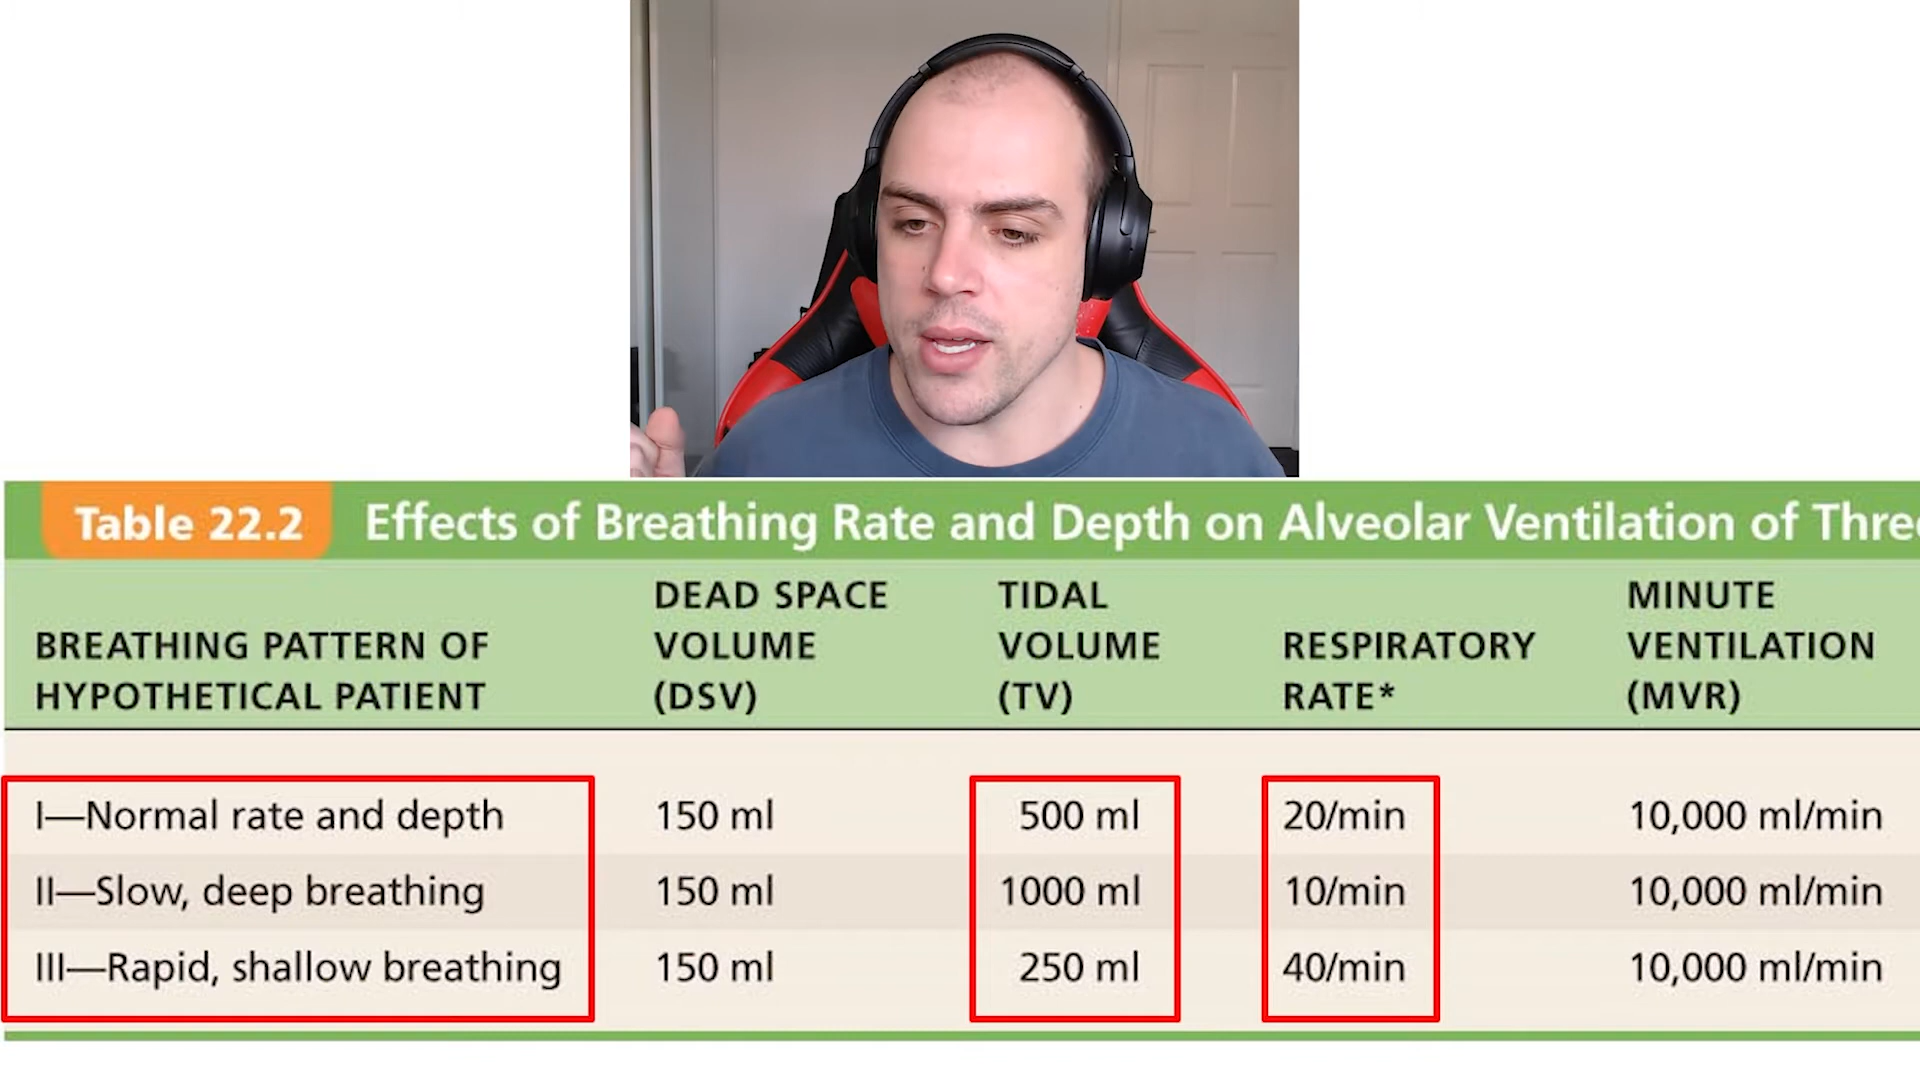 Table 22.2 Effects of Breathing Rate and Depth on Alveolar Ventilation of
BREATHING PATTERN OF HYPOTHETICAL PATIENT
DEAD SPACE VOLUME (DSV)
TIDAL VOLUME (TV)
RESPIRATORY RATE*
MINUTE VENTILATION (MVR)
I—Normal rate and depth 150 ml 500 ml 20/min 10,000 ml/min
II—Slow, deep breathing 150 ml 1000 ml 10/min 10,000 ml/min
III—Rapid, shallow breathing 150 ml 250 ml 40/min 10,000 ml/min